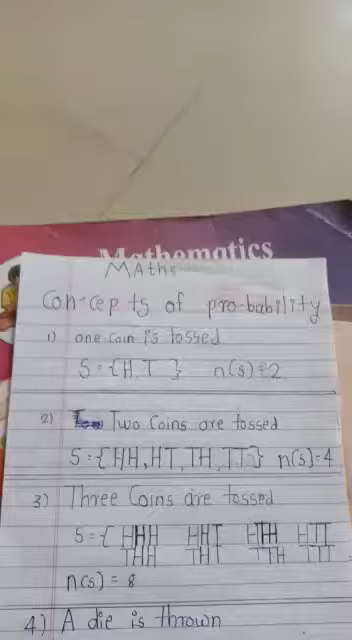 Mathematics
MAths
Con-cep ts of pro-bability
1) one Coin is tossed
S = {H.T } n(s) = 2
2) Two Coins are tossed
S = {HH, HT, TH, TT} n(s) = 4
3) Three Coins are tossed
S = { HHH HHT HTH HTT
THH THT TTH TTT
n(s) = 8
4) A die is thrown